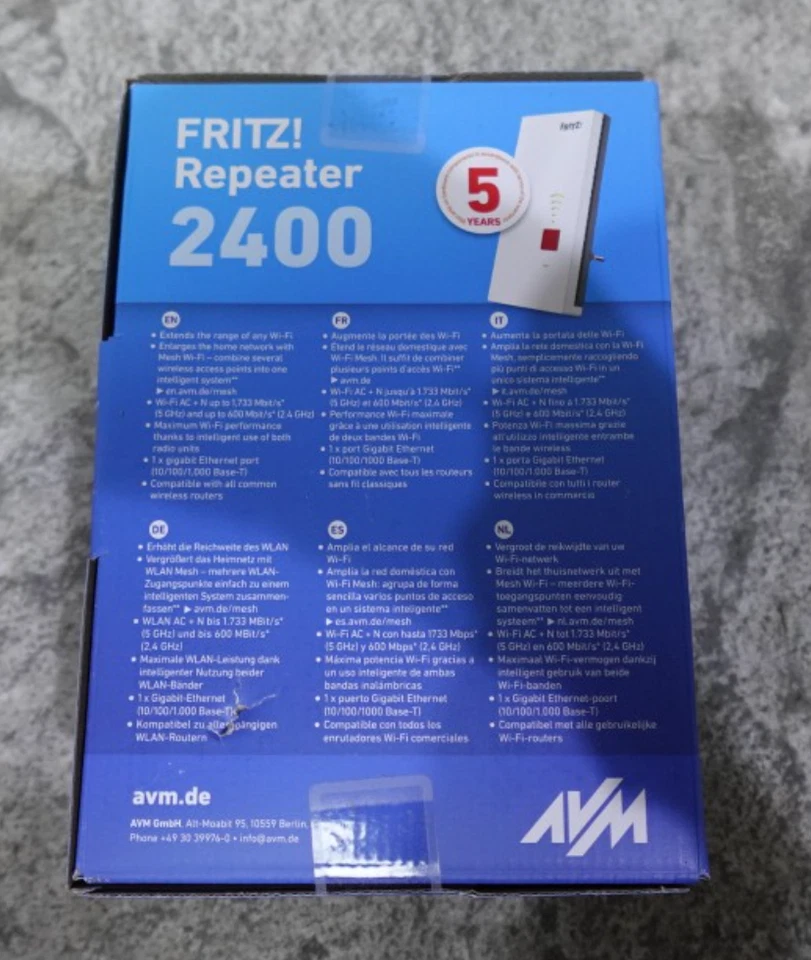 FRITZ!
Repeater
2400
FRITZ!
5
YEARS
EN
• Extends the range of any Wi-Fi
• Enlarges the home network with
Mesh Wi-Fi – combine several
wireless access points into one
intelligent system**
▶ en.avm.de/mesh
• Wi-Fi AC + N up to 1,733 Mbit/s*
(5 GHz) and up to 600 Mbit/s* (2.4 GHz)
• Maximum Wi-Fi performance
thanks to intelligent use of both
radio units
• 1 x gigabit Ethernet port
(10/100/1,000 Base-T)
• Compatible with all common
wireless routers
FR
• Augmente la portée des Wi-Fi
• Étend le réseau domestique avec
Wi-Fi Mesh. Il suffit de combiner
plusieurs points d'accès Wi-Fi**
▶ avm.de
• Wi-Fi AC + N jusqu'à 1.733 Mbit/s*
(5 GHz) et 600 Mbit/s* (2,4 GHz)
• Performance Wi-Fi maximale
grâce à une utilisation intelligente
de deux bandes Wi-Fi
• 1 x port Gigabit Ethernet
(10/100/1000 Base-T)
• Compatible avec tous les routeurs
sans fil classiques
IT
• Aumenta la portata delle Wi-Fi
• Amplia la rete domestica con la Wi-Fi
Mesh, semplicemente raccogliendo
più punti di accesso Wi-Fi in un
unico sistema intelligente**
▶ it.avm.de/mesh
• Wi-Fi AC + N fino a 1.733 Mbit/s*
(5 GHz) e 600 Mbit/s* (2,4 GHz)
• Potenza Wi-Fi massima grazie
all'utilizzo intelligente entrambe
le bande wireless
• 1 x porta Gigabit Ethernet
(10/100/1.000 Base-T)
• Compatibile con tutti i router
wireless in commercio
DE
• Erhöht die Reichweite des WLAN
• Vergrößert das Heimnetz mit
WLAN Mesh – mehrere WLAN-
Zugangspunkte einfach zu einem
intelligenten System zusammen-
fassen** ▶ avm.de/mesh
• WLAN AC + N bis 1.733 MBit/s*
(5 GHz) und bis 600 MBit/s*
(2,4 GHz)
• Maximale WLAN-Leistung dank
intelligenter Nutzung beider
WLAN-Bänder
• 1 x Gigabit-Ethernet
(10/100/1.000 Base-T)
• Kompatibel zu alle gängigen
WLAN-Routern
ES
• Amplía el alcance de su red
Wi-Fi
• Amplía la red doméstica con
Wi-Fi Mesh: agrupa de forma
sencilla varios puntos de acceso
en un sistema inteligente**
▶ es.avm.de/mesh
• Wi-Fi AC + N con hasta 1733 Mbps*
(5 GHz) y 600 Mbps* (2,4 GHz)
• Máxima potencia Wi-Fi gracias a
un uso inteligente de ambas
bandas inalámbricas
• 1 x puerto Gigabit Ethernet
(10/100/1000 Base-T)
• Compatible con todos los
enrutadores Wi-Fi comerciales
NL
• Vergroot de reikwijdte van uw
Wi-Fi-netwerk
• Breidt het thuisnetwerk uit met
Mesh Wi-Fi – meerdere Wi-Fi-
toegangspunten eenvoudig
samenvatten tot een intelligent
systeem** ▶ nl.avm.de/mesh
• Wi-Fi AC + N tot 1.733 Mbit/s*
(5 GHz) en 600 Mbit/s* (2,4 GHz)
• Maximaal Wi-Fi-vermogen dankzij
intelligent gebruik van beide
Wi-Fi-banden
• 1 x Gigabit Ethernet-poort
(10/100/1.000 Base-T)
• Compatibel met alle gebruikelijke
Wi-Fi-routers
avm.de
AVM GmbH, Alt-Moabit 95, 10559 Berlin,
Phone +49 30 39976-0 • info@avm.de
AVM